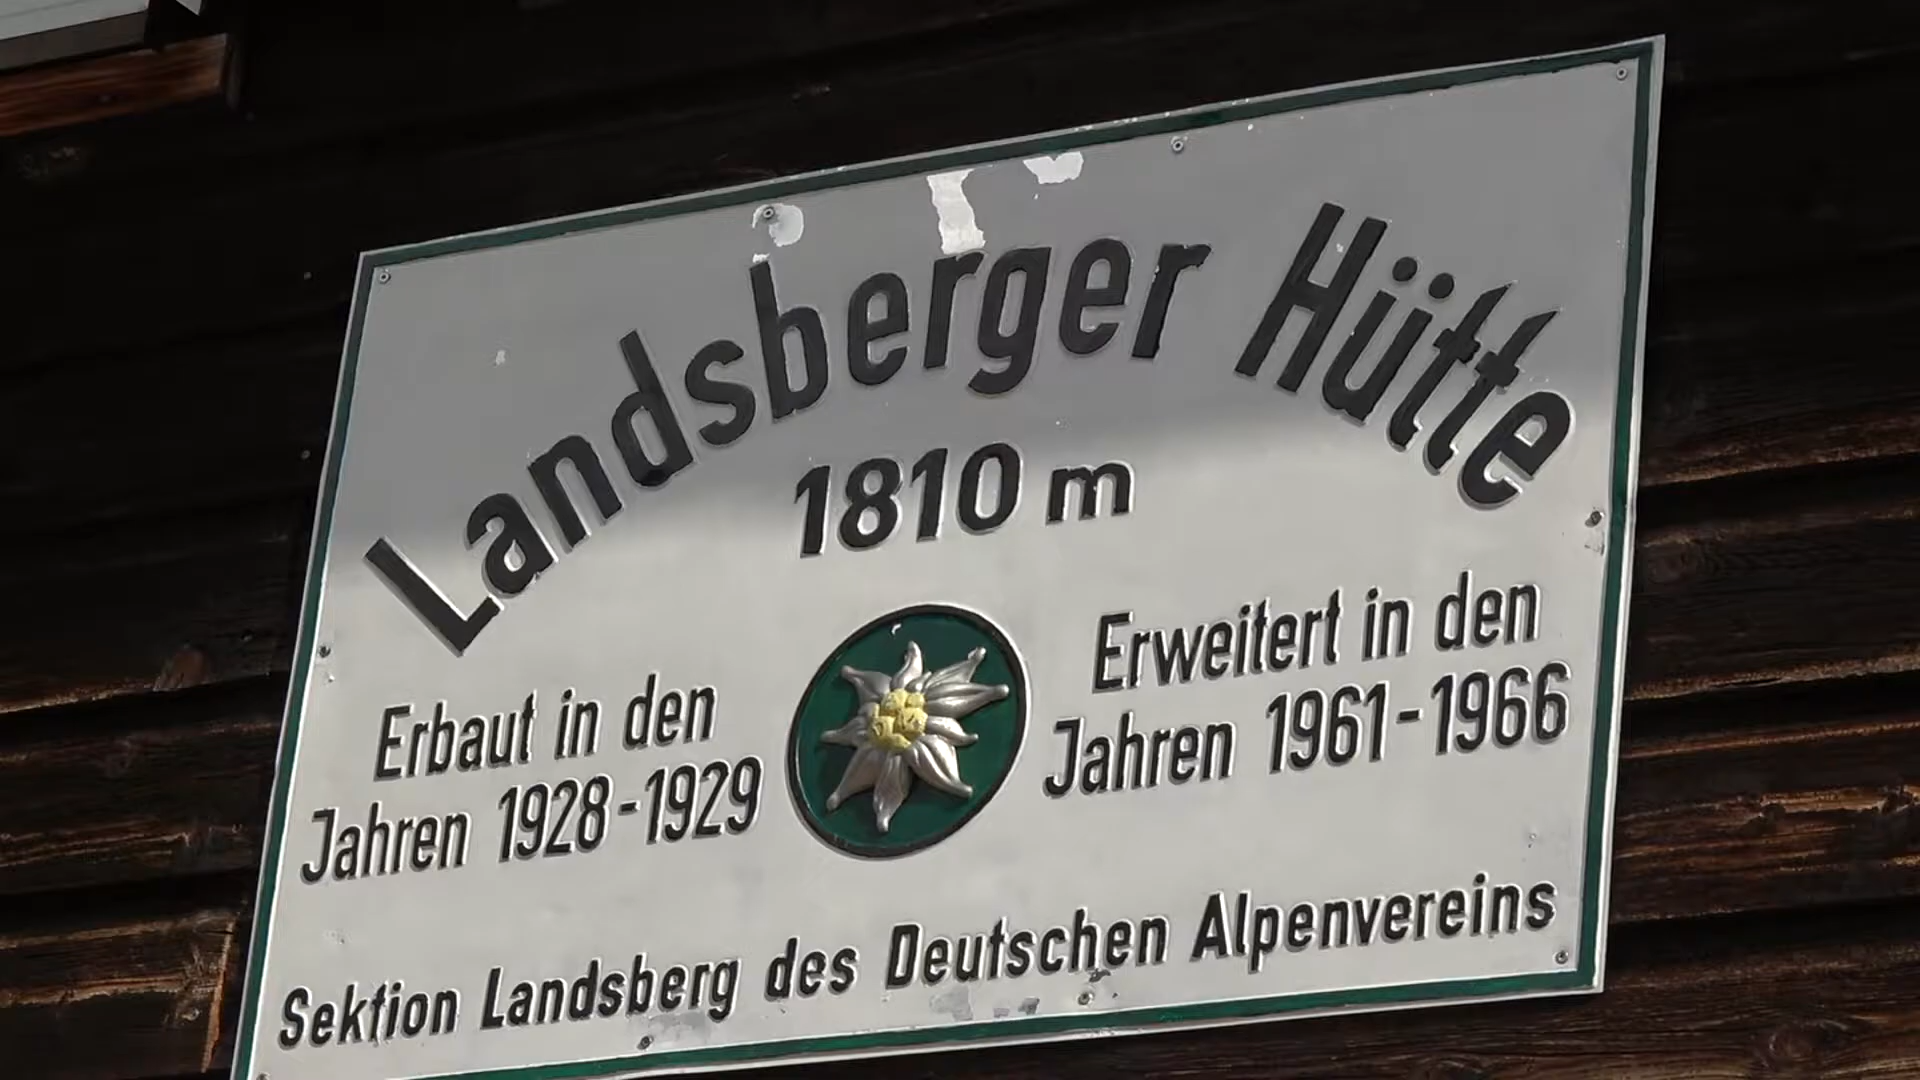 Landsberger Hütte
1810 m
Erbaut in den
Jahren 1928-1929
Erweitert in den
Jahren 1961-1966
Sektion Landsberg des Deutschen Alpenvereins